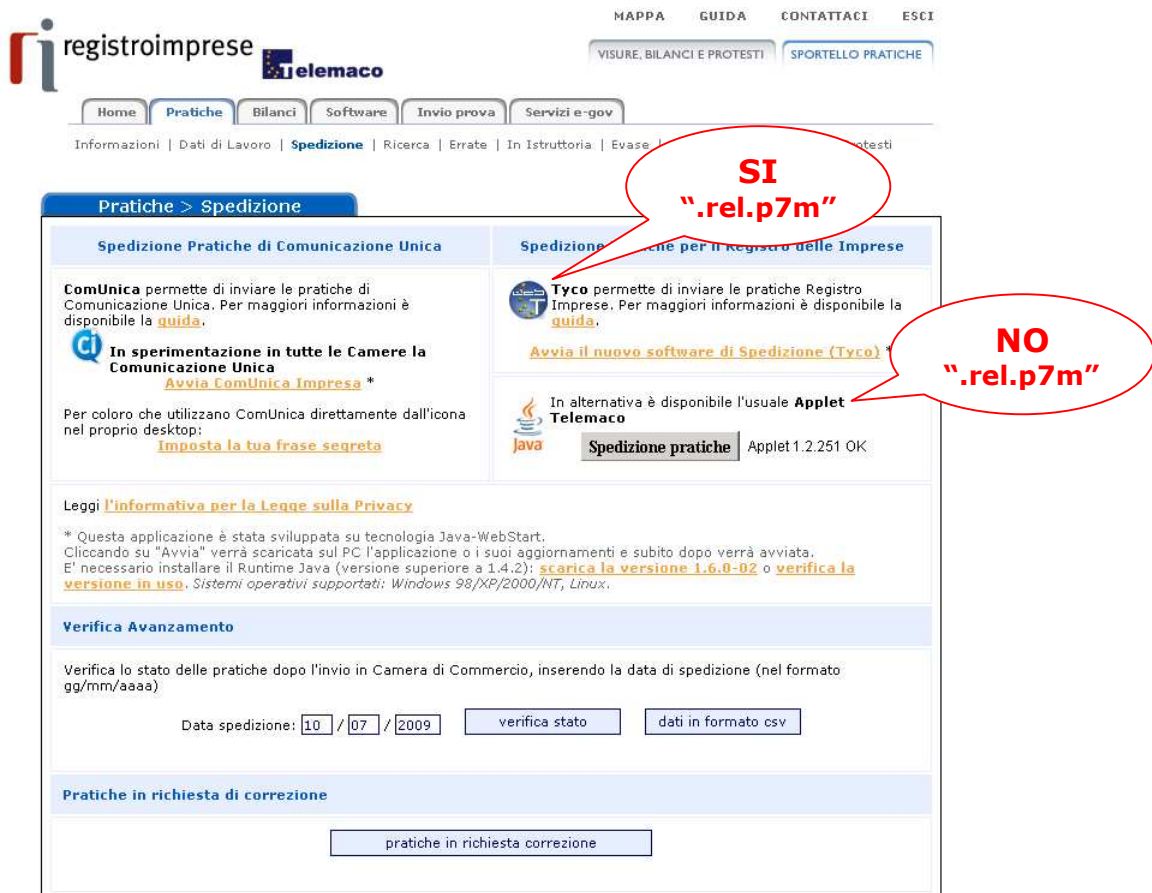 MAPPA GUIDA CONTATTACI ESCI
registroimprese
Telemaco
VISURE, BILANCI E PROTESTI SPORTELLO PRATICHE
Home Pratiche Bilanci Software Invio prova Servizi e-gov
Informazioni | Dati di Lavoro | Spedizione | Ricerca | Errate | In Istruttoria | Evase |
SI
“.rel.p7m”
Pratiche > Spedizione
Spedizione Pratiche di Comunicazione Unica
ComUnica permette di inviare le pratiche di
Comunicazione Unica. Per maggiori informazioni è
disponibile la guida.
In sperimentazione in tutte le Camere la
Comunicazione Unica
Avvia ComUnica Impresa *
Per coloro che utilizzano ComUnica direttamente dall'icona
nel proprio desktop:
Imposta la tua frase segreta
Spedizione per il Registro delle Imprese
Tyco permette di inviare le pratiche Registro
Imprese. Per maggiori informazioni è disponibile la
guida.
Avvia il nuovo software di Spedizione (Tyco) *
NO
“.rel.p7m”
In alternativa è disponibile l'usuale Applet
Telemaco
Java
Spedizione pratiche Applet 1.2.251 OK
Leggi l'informativa per la Legge sulla Privacy
* Questa applicazione è stata sviluppata su tecnologia Java-WebStart.
Cliccando su "Avvia" verrà scaricata sul PC l'applicazione o i suoi aggiornamenti e subito dopo verrà avviata.
E' necessario installare il Runtime Java (versione superiore a 1.4.2): scarica la versione 1.6.0-02 o verifica la
versione in uso. Sistemi operativi supportati: Windows 98/XP/2000/NT, Linux.
Verifica Avanzamento
Verifica lo stato delle pratiche dopo l'invio in Camera di Commercio, inserendo la data di spedizione (nel formato
gg/mm/aaaa)
Data spedizione: 10 / 07 / 2009 verifica stato dati in formato csv
Pratiche in richiesta di correzione
pratiche in richiesta correzione